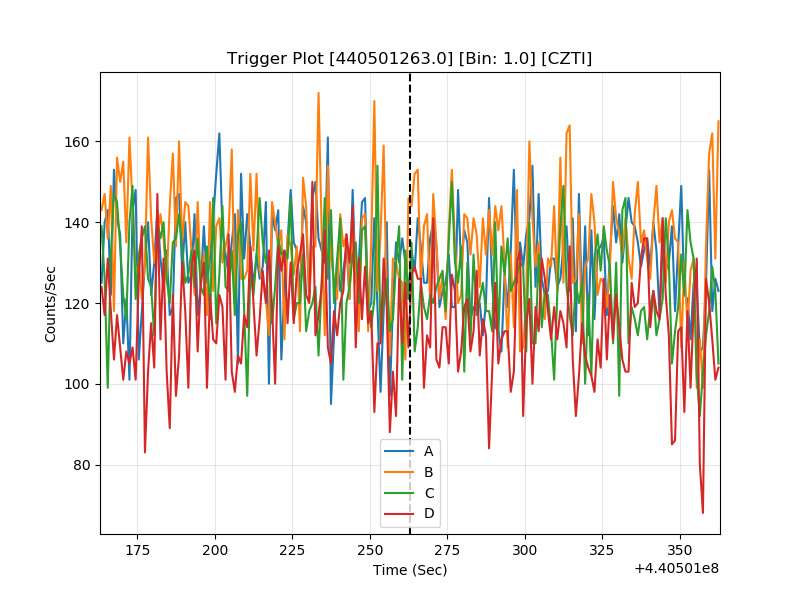 Trigger Plot [440501263.0] [Bin: 1.0] [CZTI]
Counts/Sec
160
140
120
100
80
A
B
C
D
175
200
225
250
275
300
325
350
Time (Sec)
+4.40501e8